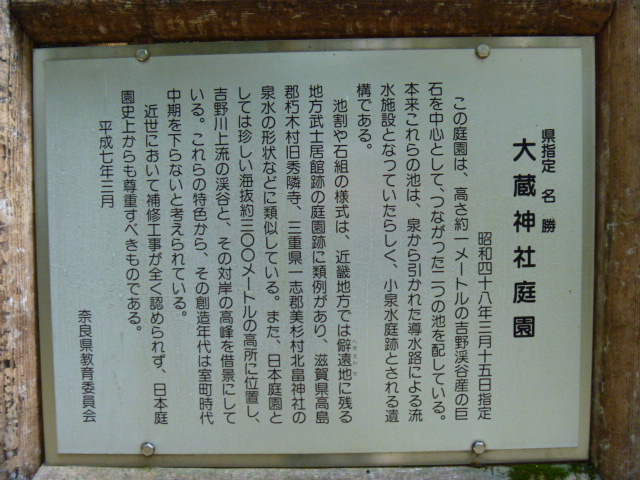 県指定 名勝
大蔵神社庭園
昭和四十八年三月十五日指定
この庭園は、高さ約一メートルの吉野渓谷産の巨
石を中心として、つながった二つの池を配している。
本来これらの池は、泉から引かれた導水路による流
水施設となっていたらしく、小泉水庭跡とされる遺
構である。
池割や石組の様式は、近畿地方では僻遠地に残る
地方武士居館跡の庭園跡に類例があり、滋賀県高島
郡朽木村旧秀隣寺、三重県一志郡美杉村北畠神社の
泉水の形状などに類似している。また、日本庭園と
しては珍しい海抜約三〇〇メートルの高所に位置し、
吉野川上流の渓谷と、その対岸の高峰を借景にして
いる。これらの特色から、その創造年代は室町時代
中期を下らないと考えられている。
近世において補修工事が全く認められず、日本庭
園史上からも尊重すべきものである。
平成七年三月
奈良県教育委員会